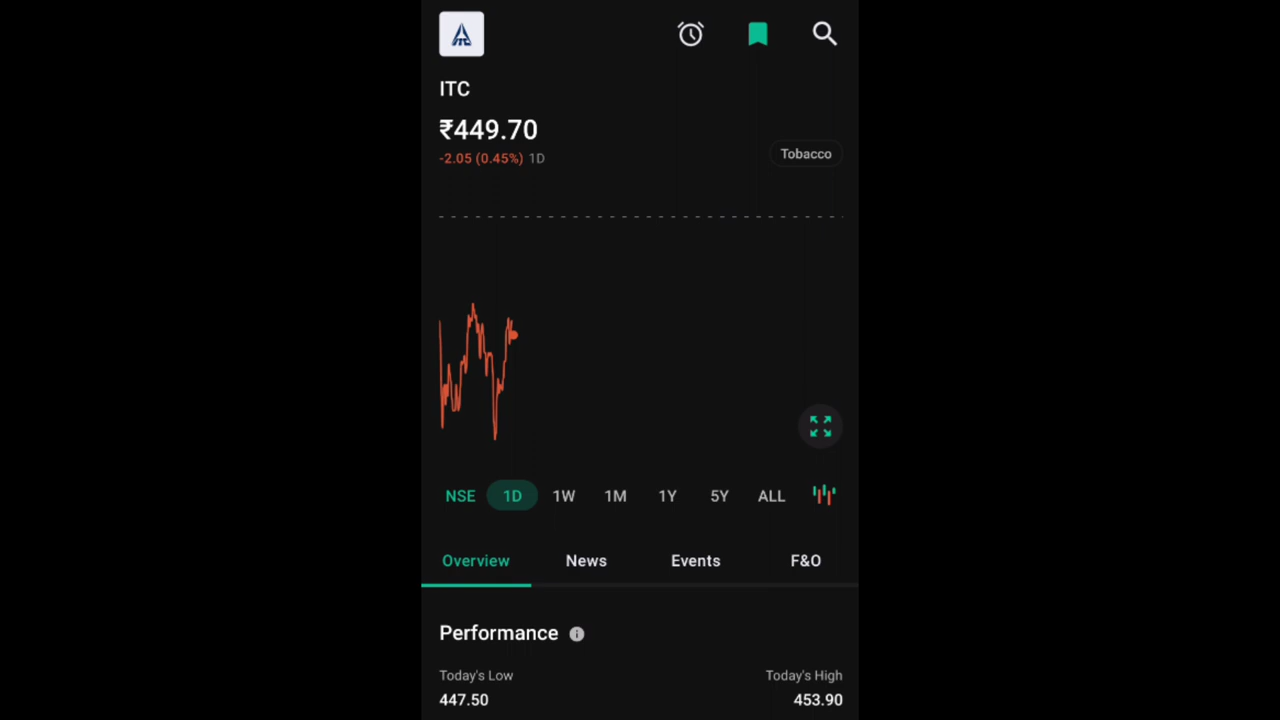 ITC
ITC
₹449.70
-2.05 (0.45%) 1D
Tobacco
NSE 1D 1W 1M 1Y 5Y ALL
Overview News Events F&O
Performance
Today's Low Today's High
447.50 453.90